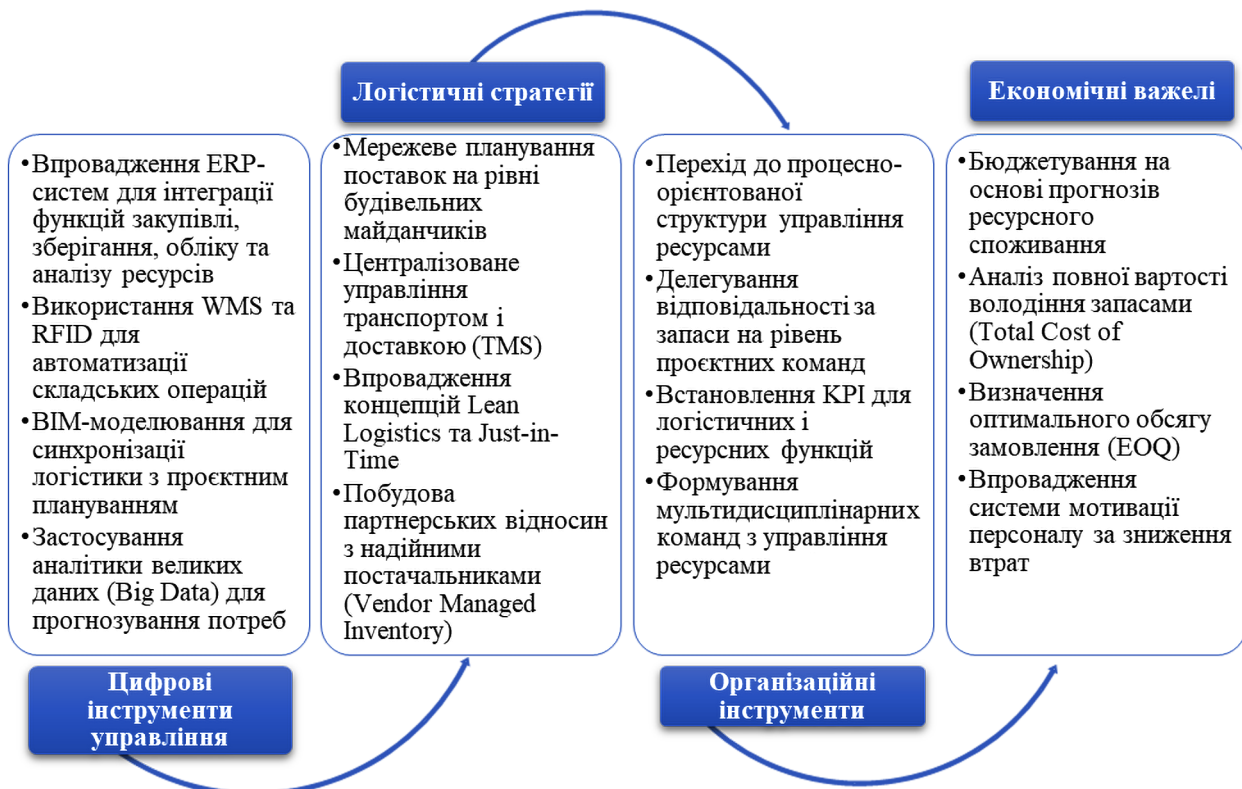 •Впровадження ERP-
систем для інтеграції
функцій закупівлі,
зберігання, обліку та
аналізу ресурсів
•Використання WMS та
RFID для
автоматизації
складських операцій
•BIM-моделювання для
синхронізації
логістики з проєктним
плануванням
•Застосування
аналітики великих
даних (Big Data) для
прогнозування потреб
Цифрові
інструменти
управління
Логістичні стратегії
•Мережеве планування
поставок на рівні
будівельних
майданчиків
•Централізоване
управління
транспортом і
доставкою (TMS)
•Впровадження
концепцій Lean
Logistics та Just-in-
Time
•Побудова
партнерських відносин
з надійними
постачальниками
(Vendor Managed
Inventory)
•Перехід до процесно-
орієнтованої
структури управління
ресурсами
•Делегування
відповідальності за
запаси на рівень
проєктних команд
•Встановлення KPI для
логістичних і
ресурсних функцій
•Формування
мультидисциплінарних
команд з управління
ресурсами
Організаційні
інструменти
Економічні важелі
•Бюджетування на
основі прогнозів
ресурсного
споживання
•Аналіз повної вартості
володіння запасами
(Total Cost of
Ownership)
•Визначення
оптимального обсягу
замовлення (EOQ)
•Впровадження
системи мотивації
персоналу за зниження
втрат